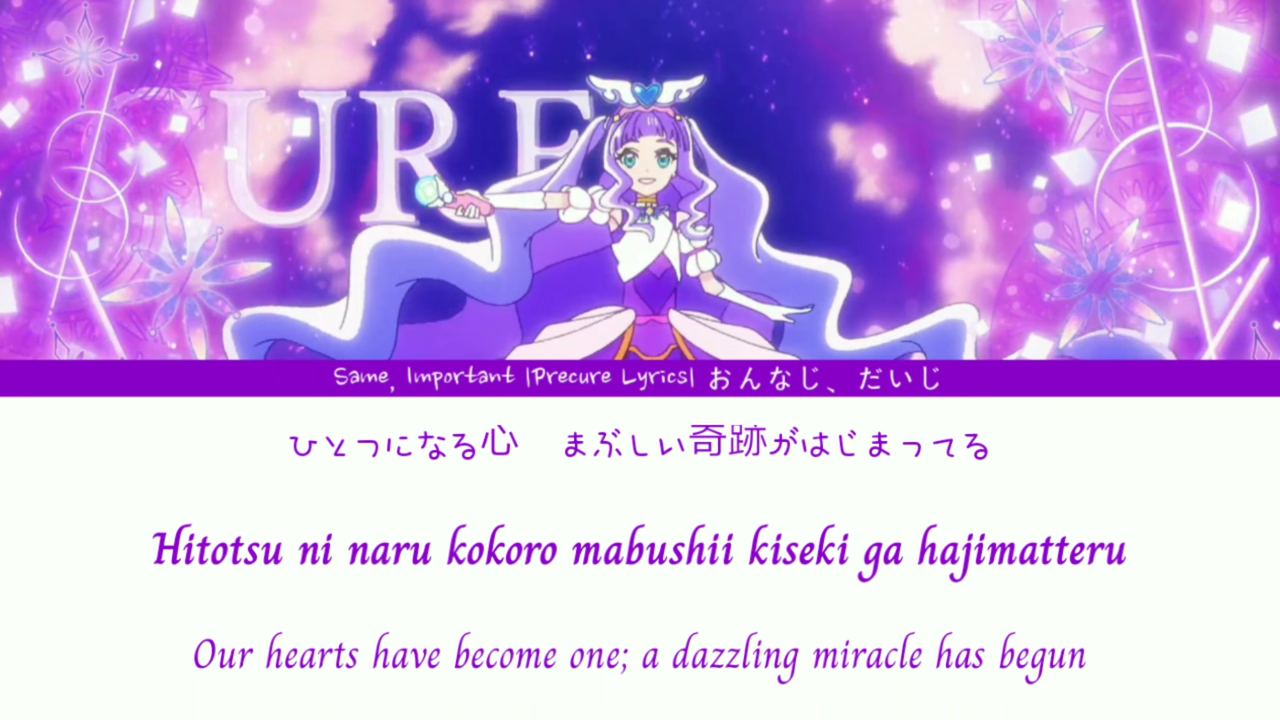 URE
Same, Important |Precure Lyrics| おんなじ、だいじ
ひとつになる心　まぶしい奇跡がはじまってる
Hitotsu ni naru kokoro mabushii kiseki ga hajimatteru
Our hearts have become one; a dazzling miracle has begun